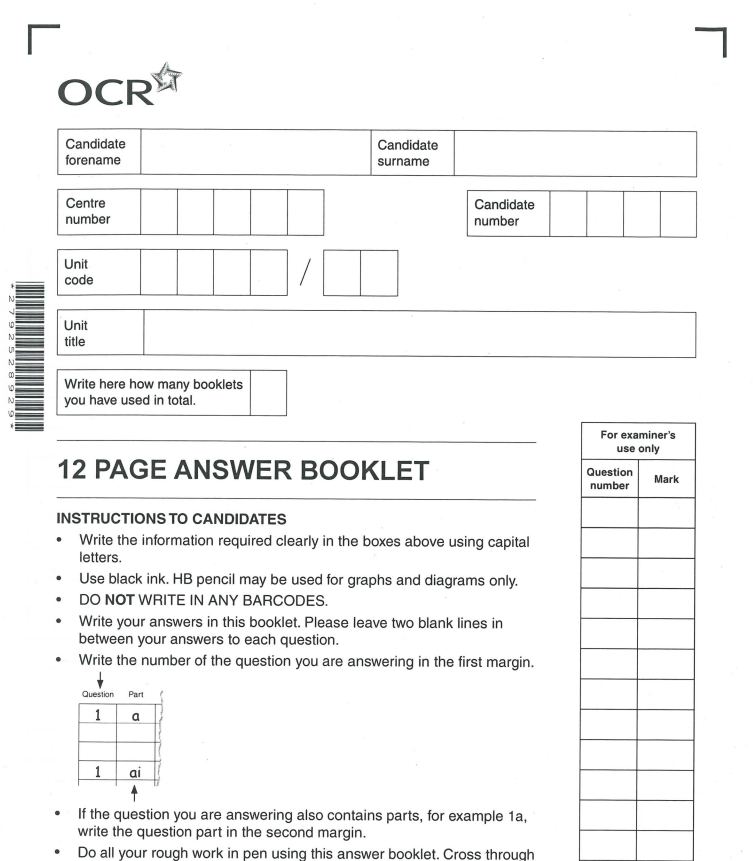 OCR
Candidate forename
Candidate surname
Centre number
Candidate number
Unit code
/
Unit title
*2792528929*
Write here how many booklets
you have used in total.
For examiner's
use only
Question number
Mark
12 PAGE ANSWER BOOKLET
INSTRUCTIONS TO CANDIDATES
• Write the information required clearly in the boxes above using capital
letters.
• Use black ink. HB pencil may be used for graphs and diagrams only.
• DO NOT WRITE IN ANY BARCODES.
• Write your answers in this booklet. Please leave two blank lines in
between your answers to each question.
• Write the number of the question you are answering in the first margin.
Question Part
1 a
1 ai
• If the question you are answering also contains parts, for example 1a,
write the question part in the second margin.
• Do all your rough work in pen using this answer booklet. Cross through